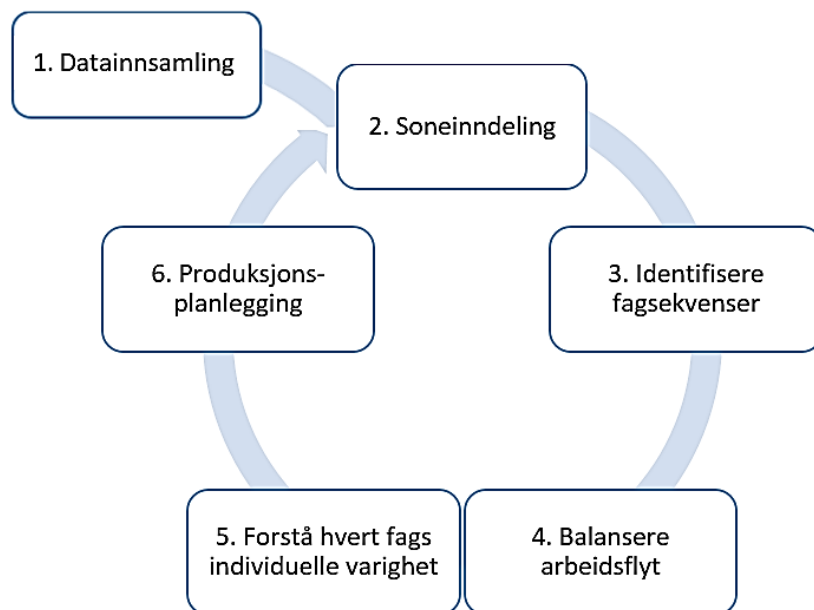 1. Datainnsamling
2. Soneinndeling
3. Identifisere
fagsekvenser
4. Balansere
arbeidsflyt
5. Forstå hvert fags
individuelle varighet
6. Produksjons-
planlegging